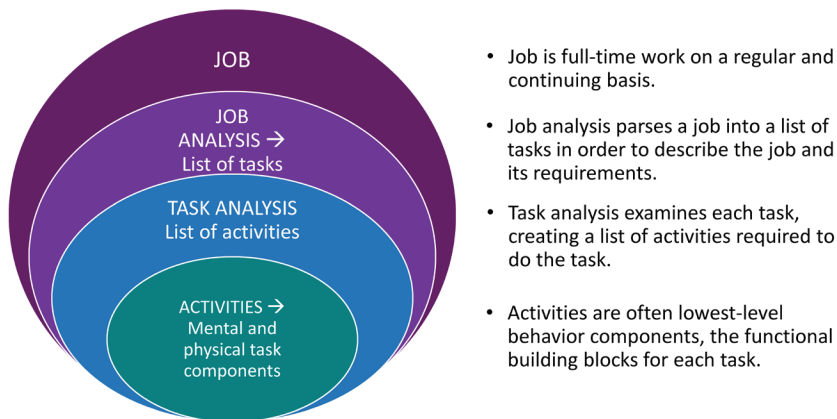 JOB
JOB
ANALYSIS →
List of tasks
TASK ANALYSIS
List of activities
ACTIVITIES →
Mental and
physical task
components
• Job is full-time work on a regular and
continuing basis.
• Job analysis parses a job into a list of
tasks in order to describe the job and
its requirements.
• Task analysis examines each task,
creating a list of activities required to
do the task.
• Activities are often lowest-level
behavior components, the functional
building blocks for each task.